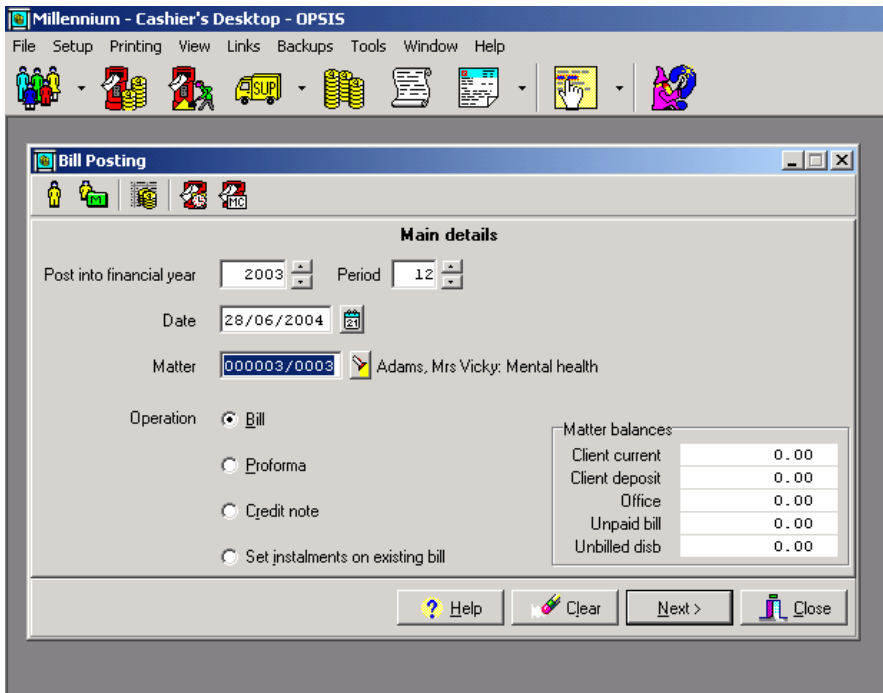 Millennium - Cashier's Desktop - OPSIS
File Setup Printing View Links Backups Tools Window Help
SUP
Bill Posting
M
MC
Main details
Post into financial year 2003 Period 12
Date 28/06/2004 21
Matter 000003/0003 Adams, Mrs Vicky: Mental health
Operation Bill
Proforma
Credit note
Set instalments on existing bill
Matter balances
Client current 0.00
Client deposit 0.00
Office 0.00
Unpaid bill 0.00
Unbilled disb 0.00
? Help Clear Next > Close